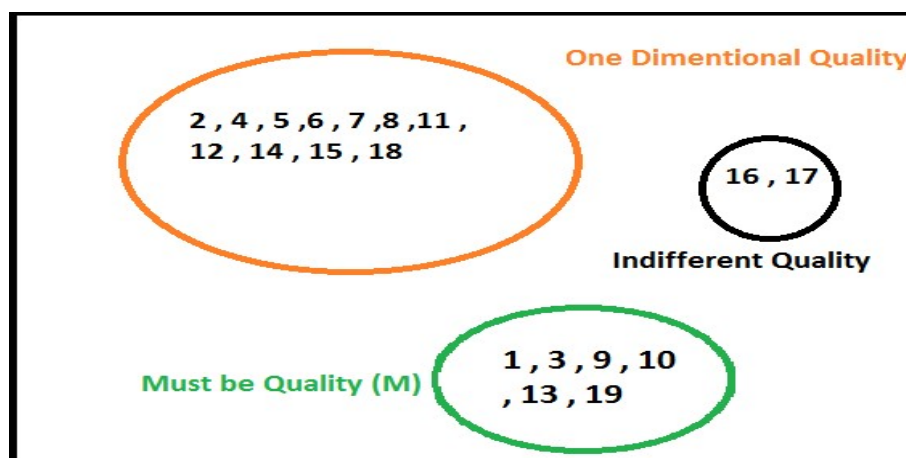 One Dimentional Quality
2 , 4 , 5 ,6 , 7 ,8 ,11 ,
12 , 14 , 15 , 18
16 , 17
Indifferent Quality
Must be Quality (M)
1 , 3 , 9 , 10
, 13 , 19